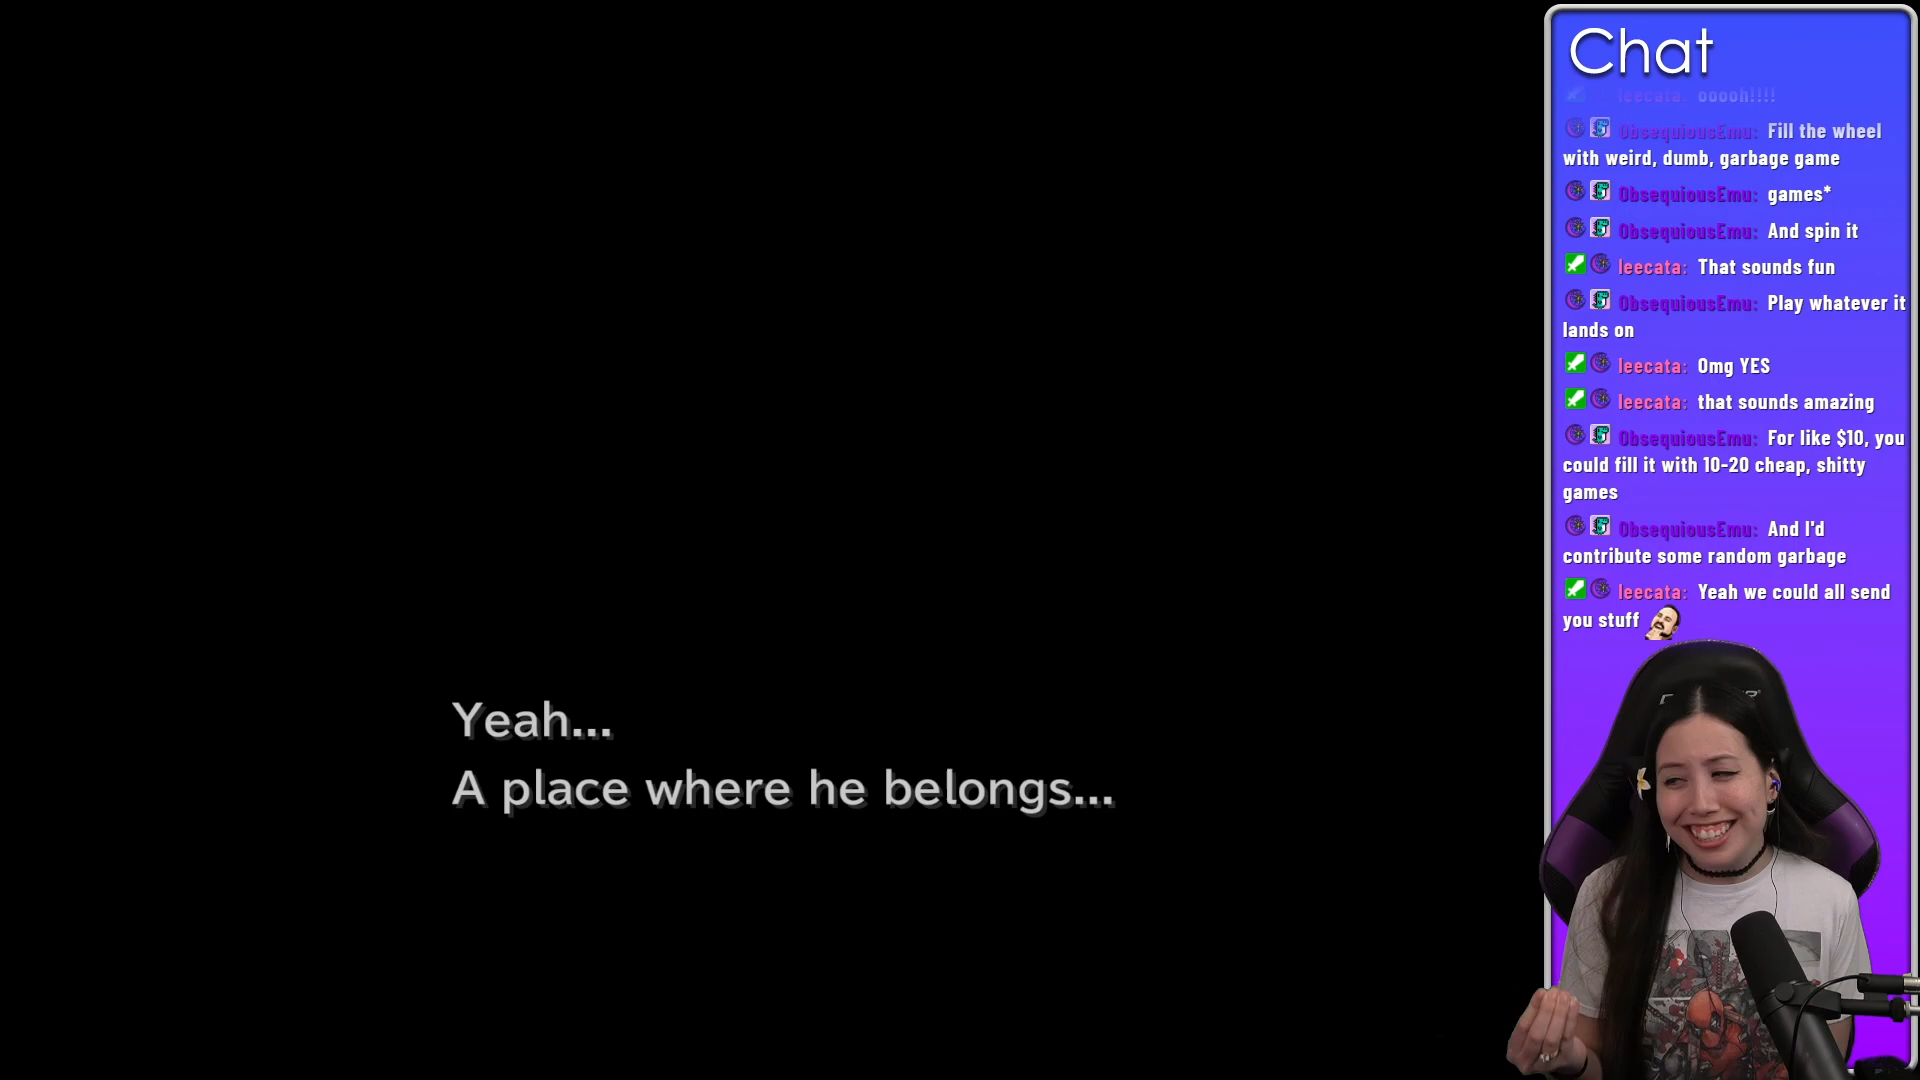 Yeah...
A place where he belongs...
Chat
leecata: ooooh!!!!
ObsequiousEmu: Fill the wheel
with weird, dumb, garbage game
ObsequiousEmu: games*
ObsequiousEmu: And spin it
leecata: That sounds fun
ObsequiousEmu: Play whatever it
lands on
leecata: Omg YES
leecata: that sounds amazing
ObsequiousEmu: For like $10, you
could fill it with 10-20 cheap, shitty
games
ObsequiousEmu: And I'd
contribute some random garbage
leecata: Yeah we could all send
you stuff